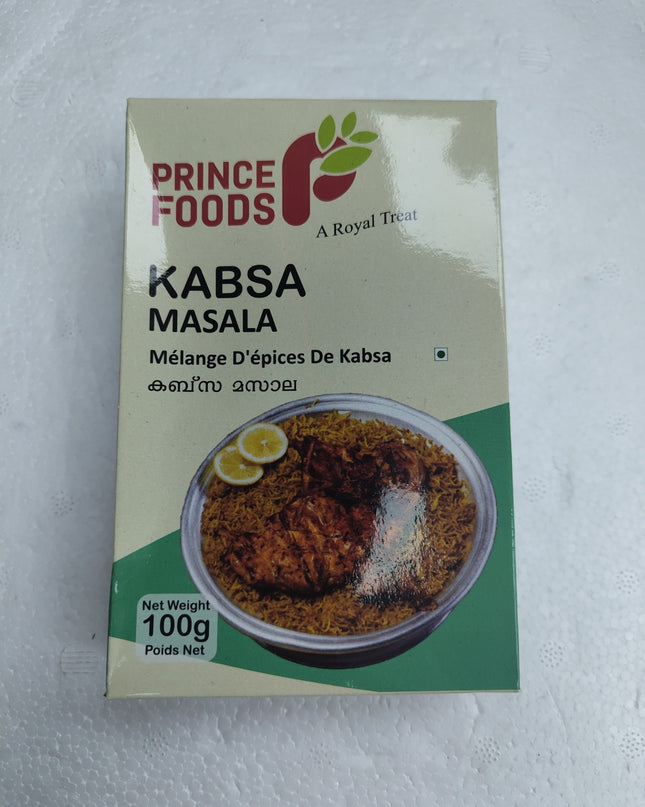 PRINCE
FOODS
A Royal Treat
KABSA
MASALA
Mélange D'épices De Kabsa
കബ്സ മസാല
Net Weight
100g
Poids Net